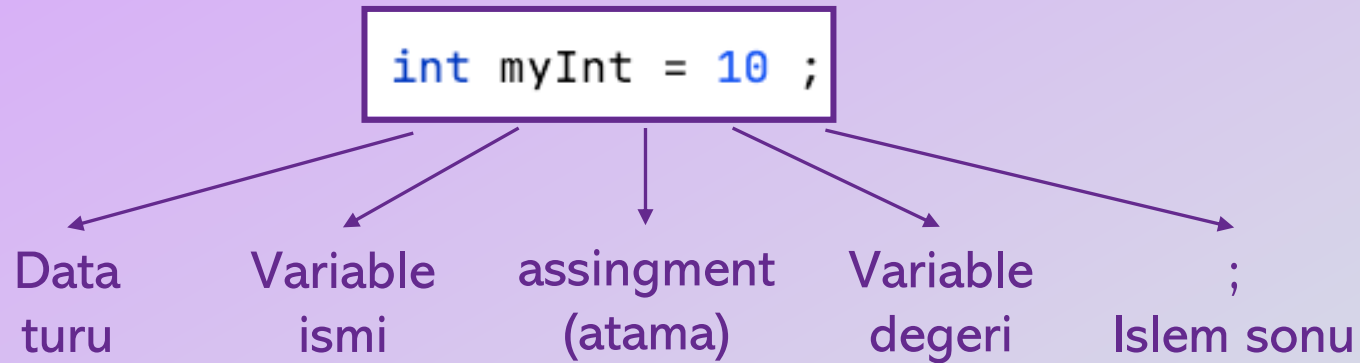 int myInt = 10 ;
Data turu
Variable ismi
assingment (atama)
Variable degeri
; Islem sonu